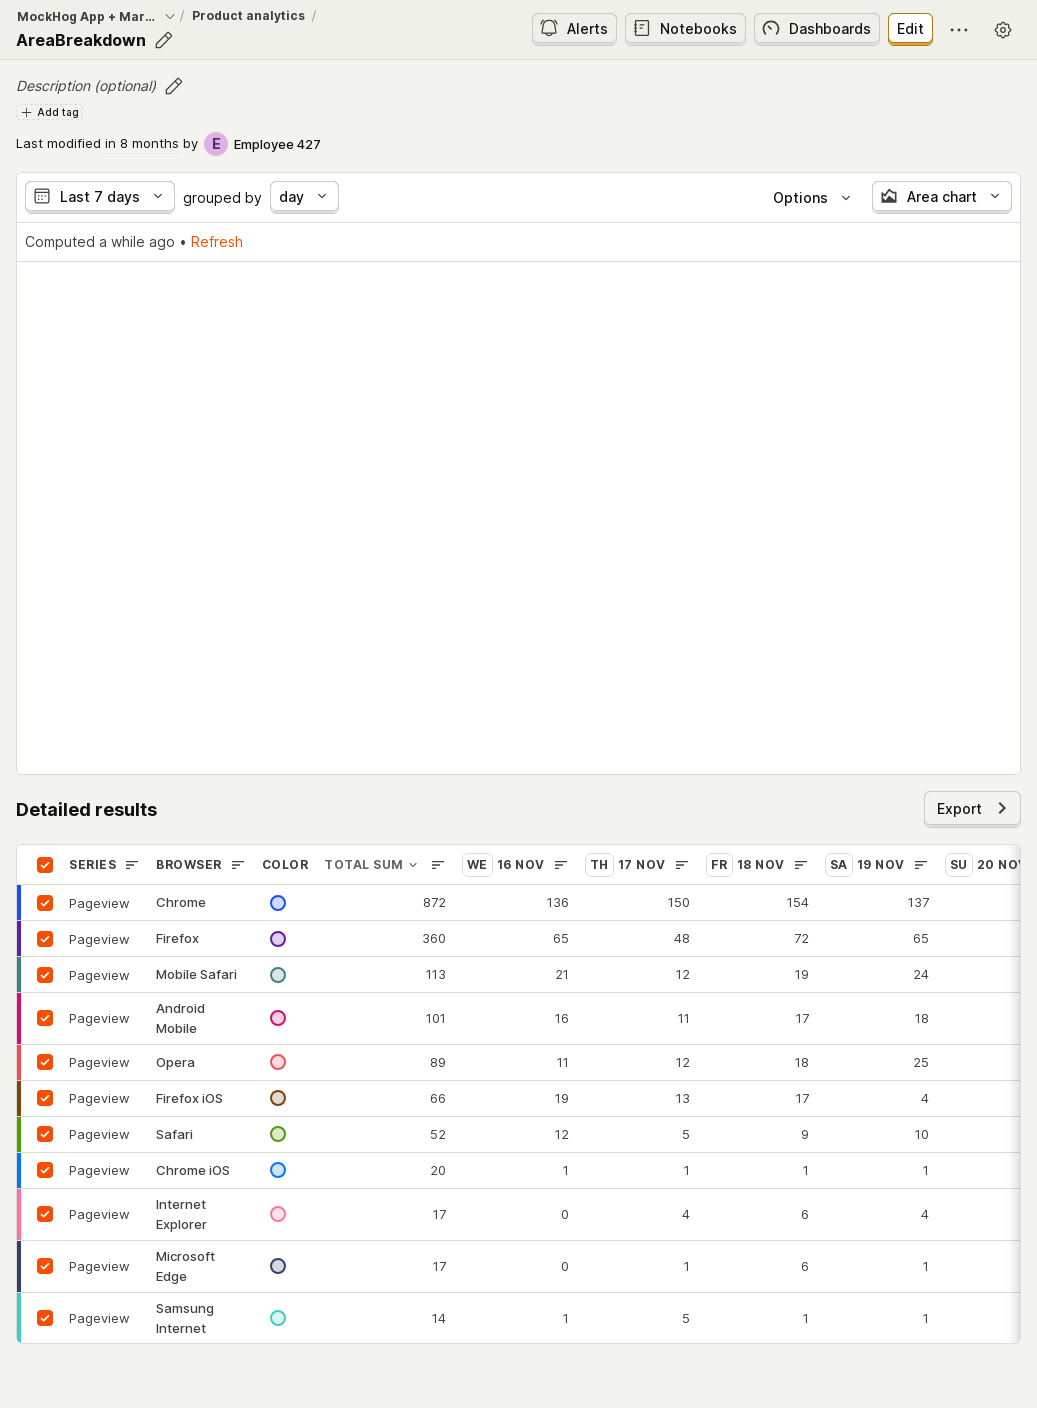 MockHog App + Mar... / Product analytics /
AreaBreakdown
Alerts Notebooks Dashboards Edit
Description (optional)
Add tag
Last modified in 8 months by E Employee 427
Last 7 days grouped by day Options Area chart
Computed a while ago • Refresh
Detailed results Export
SERIES BROWSER COLOR TOTAL SUM WE 16 NOV TH 17 NOV FR 18 NOV SA 19 NOV SU 20 NOV
Pageview Chrome 872 136 150 154 137
Pageview Firefox 360 65 48 72 65
Pageview Mobile Safari 113 21 12 19 24
Pageview Android Mobile 101 16 11 17 18
Pageview Opera 89 11 12 18 25
Pageview Firefox iOS 66 19 13 17 4
Pageview Safari 52 12 5 9 10
Pageview Chrome iOS 20 1 1 1 1
Pageview Internet Explorer 17 0 4 6 4
Pageview Microsoft Edge 17 0 1 6 1
Pageview Samsung Internet 14 1 5 1 1